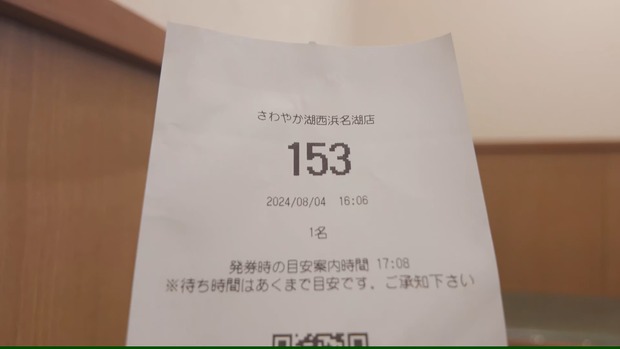 さわやか湖西浜名湖店
153
2024/08/04 16:06
1名
発券時の目安案内時間 17:08
※待ち時間はあくまで目安です。ご承知下さい